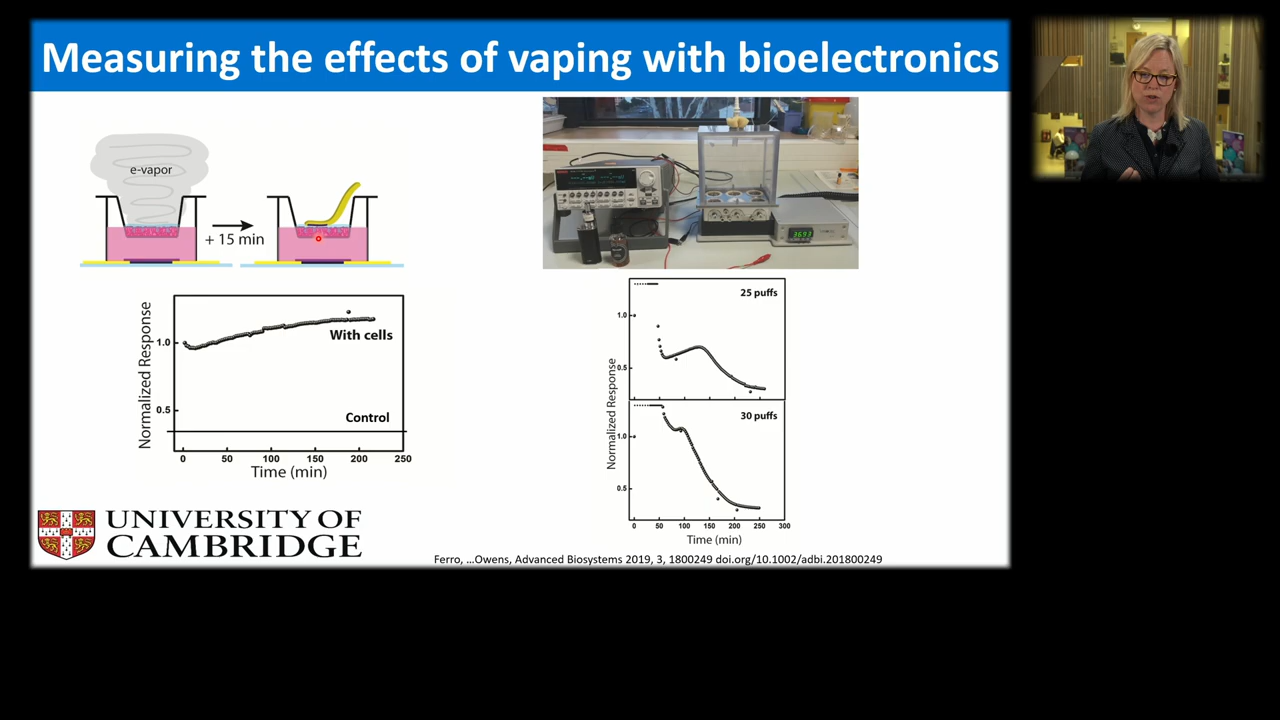 Measuring the effects of vaping with bioelectronics
e-vapor
+ 15 min
36.93
Normalized Response
1.0
0.5
With cells
Control
0 50 100 150 200 250
Time (min)
25 puffs
1.0
0.5
30 puffs
1.0
0.5
Normalized Response
0 50 100 150 200 250 300
Time (min)
UNIVERSITY OF
CAMBRIDGE
Ferro, ...Owens, Advanced Biosystems 2019, 3, 1800249 doi.org/10.1002/adbi.201800249